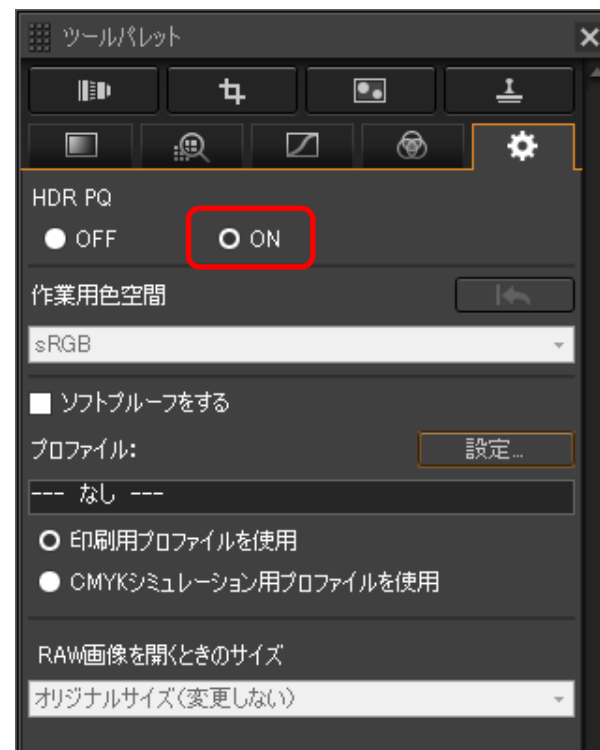 ツールパレット
HDR PQ
OFF ON
作業用色空間
sRGB
ソフトプルーフをする
プロファイル:
設定...
--- なし ---
印刷用プロファイルを使用
CMYKシミュレーション用プロファイルを使用
RAW画像を開くときのサイズ
オリジナルサイズ(変更しない)